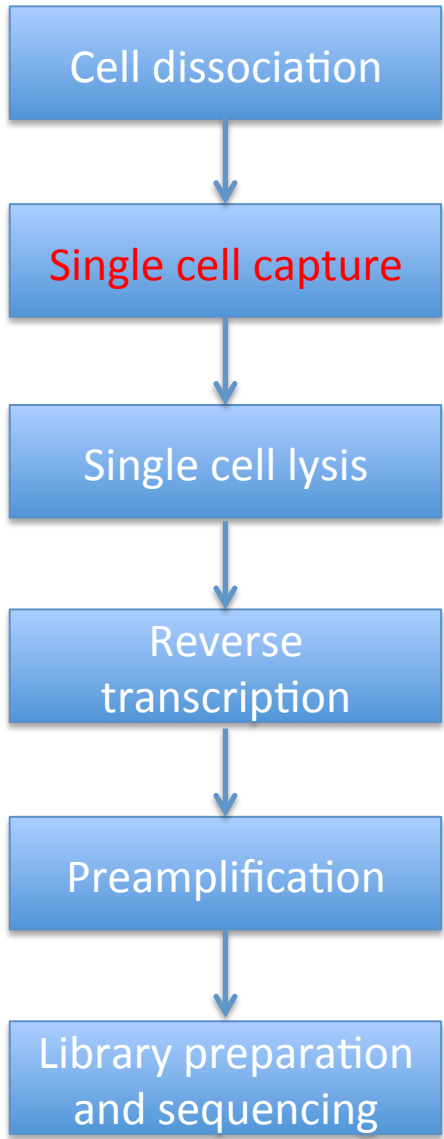 Cell dissociation
Single cell capture
Single cell lysis
Reverse
transcription
Preamplification
Library preparation
and sequencing